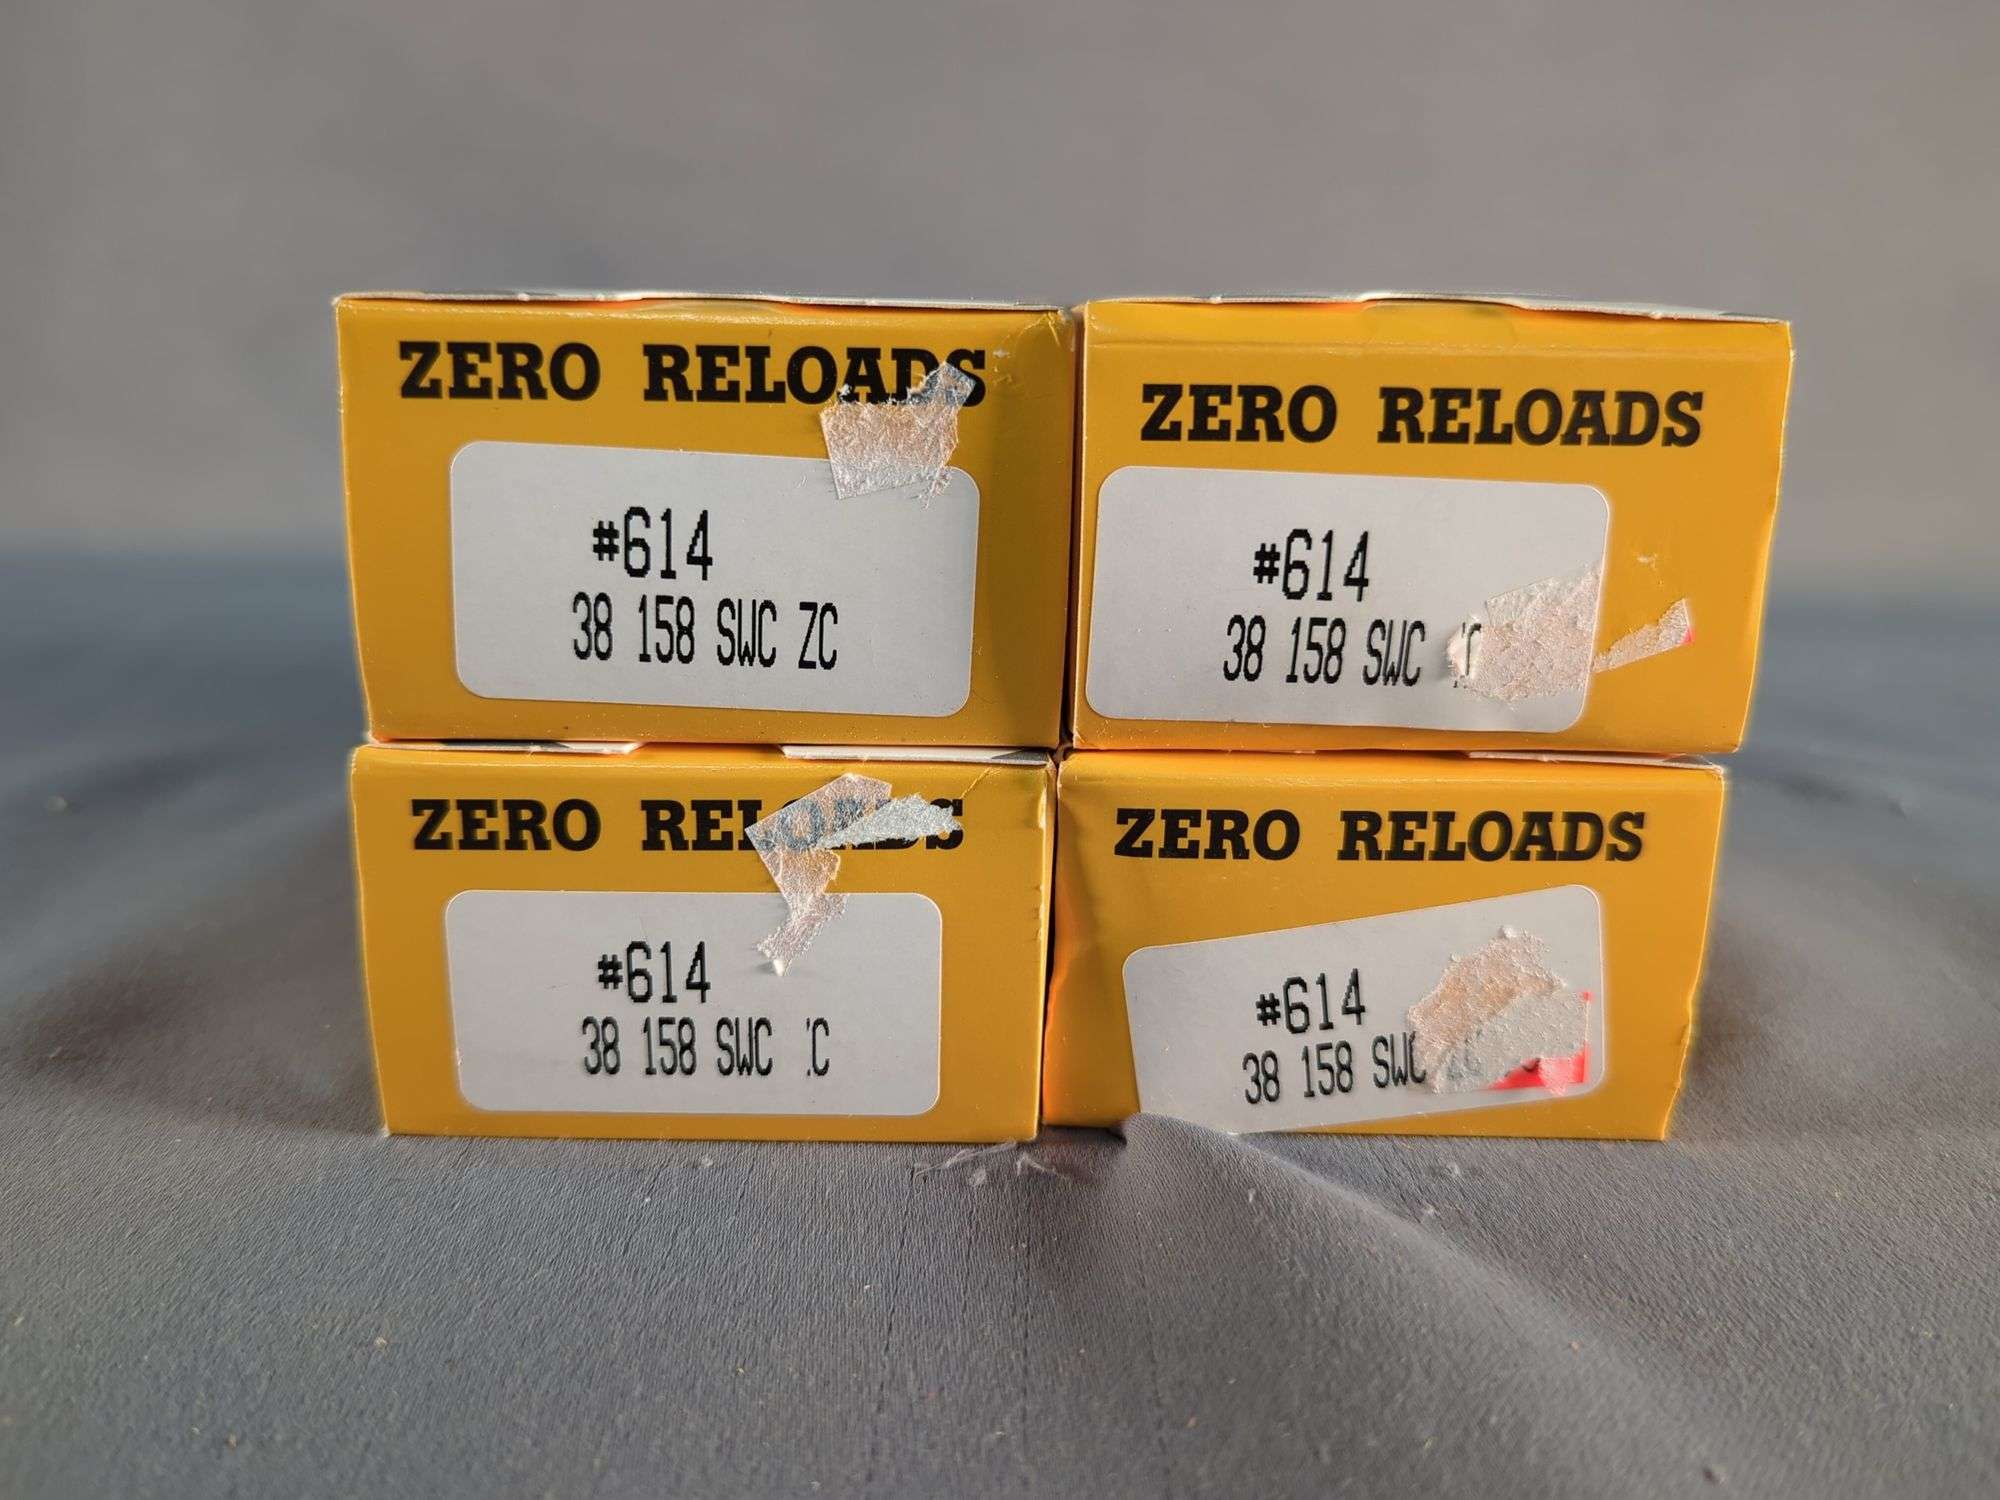 ZERO RELOADS
#614
38 158 SWC ZC
ZERO RELOADS
#614
38 158 SWC
ZERO RELOADS
#614
38 158 SWC
ZERO RELOADS
#614
38 158 SWC